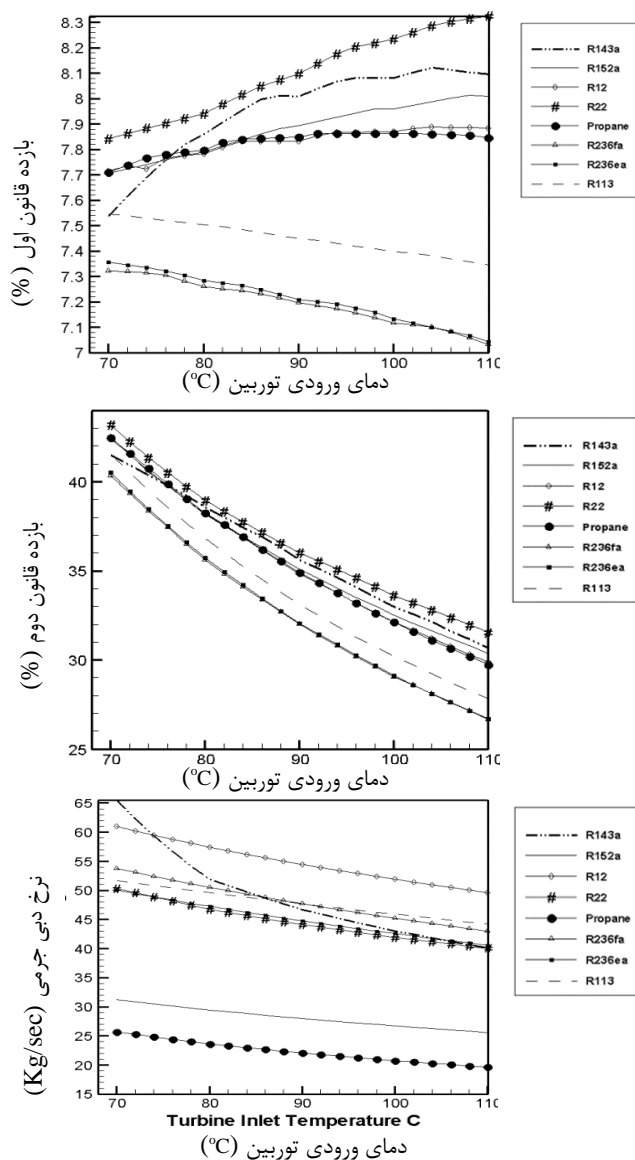 بازده قانون اول (%)
8.3
8.2
8.1
8
7.9
7.8
7.7
7.6
7.5
7.4
7.3
7.2
7.1
7
70
80
90
100
110
دمای ورودی توربین (°C)
R143a
R152a
R12
R22
Propane
R236fa
R236ea
R113
بازده قانون دوم (%)
40
35
30
25
70
80
90
100
110
دمای ورودی توربین (°C)
R143a
R152a
R12
R22
Propane
R236fa
R236ea
R113
نرخ دبی جرمی (Kg/sec)
65
60
55
50
45
40
35
30
25
20
15
70
80
90
100
110
Turbine Inlet Temperature C
دمای ورودی توربین (°C)
R143a
R152a
R12
R22
Propane
R236fa
R236ea
R113